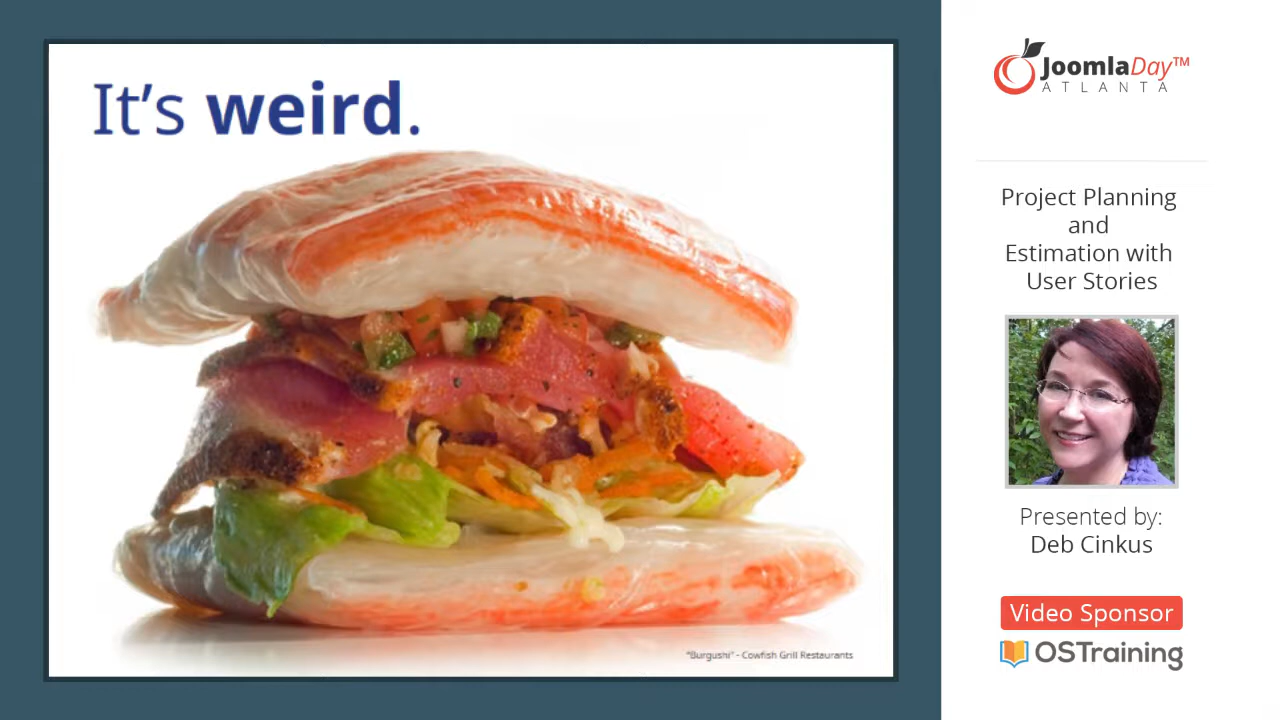 It's weird.
"Burgushi" - Cowfish Grill Restaurants
JoomlaDay™
ATLANTA
Project Planning
and
Estimation with
User Stories
Presented by:
Deb Cinkus
Video Sponsor
OSTraining